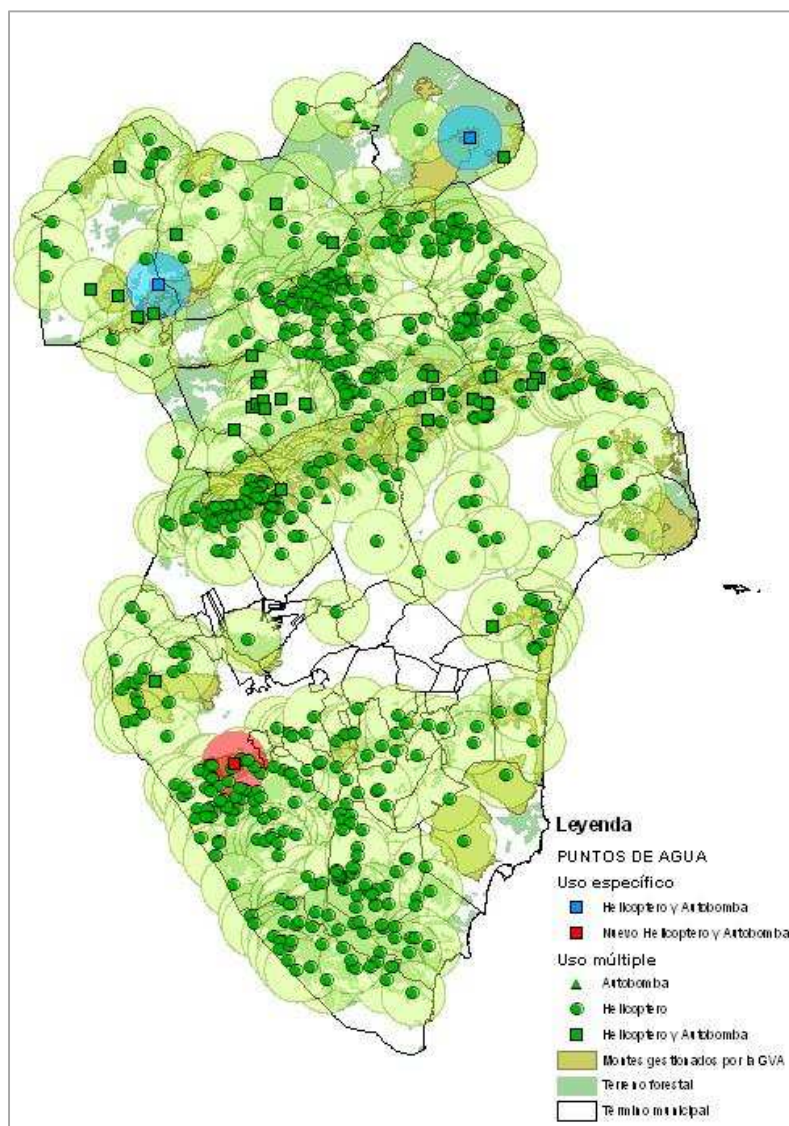 Leyenda
PUNTOS DE AGUA
Uso específico
Helicoptero y Autobomba
Nuevo Helicoptero y Autobomba
Uso múltiple
Autobomba
Helicoptero
Helicoptero y Autobomba
Montes gestionados por la GVA
Terreno forestal
Término municipal